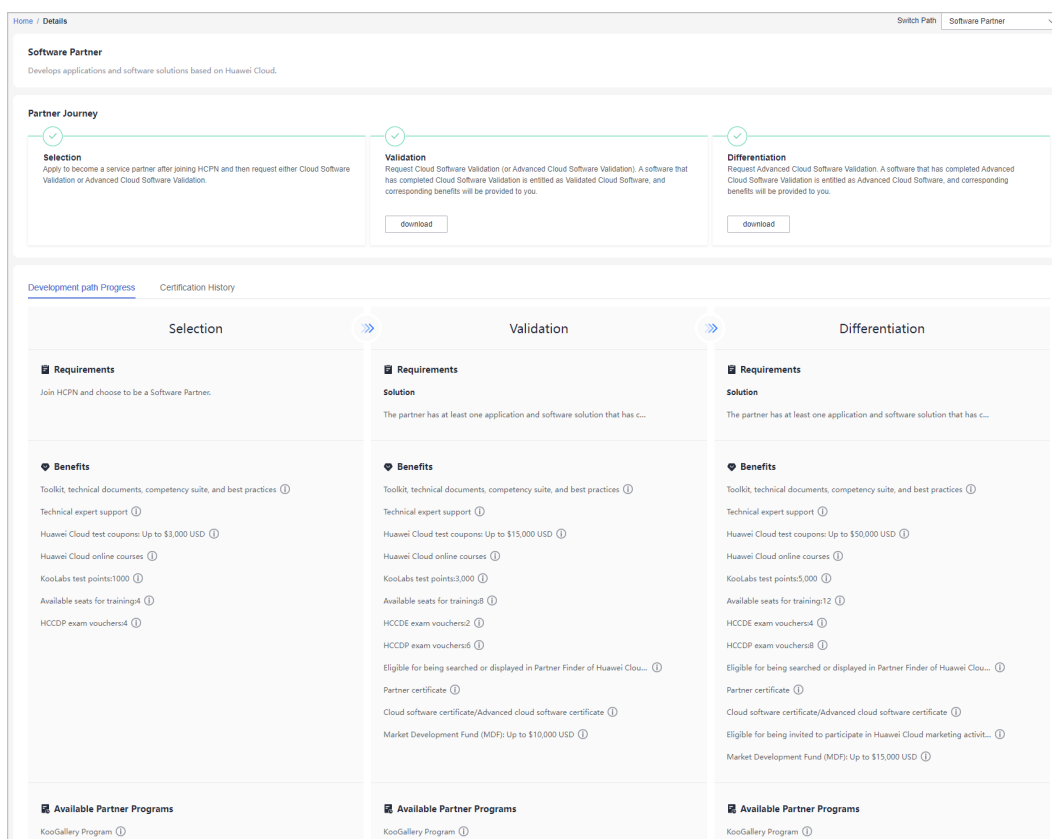 Home / Details
Switch Path Software Partner
Software Partner
Develops applications and software solutions based on Huawei Cloud.
Partner Journey
Selection
Apply to become a service partner after joining HCPN and then request either Cloud Software
Validation or Advanced Cloud Software Validation.
Validation
Request Cloud Software Validation (or Advanced Cloud Software Validation). A software that
has completed Cloud Software Validation is entitled as Validated Cloud Software, and
corresponding benefits will be provided to you.
download
Differentiation
Request Advanced Cloud Software Validation. A software that has completed Advanced
Cloud Software Validation is entitled as Advanced Cloud Software, and corresponding
benefits will be provided to you.
download
Development path Progress
Certification History
Selection
Requirements
Join HCPN and choose to be a Software Partner.
Benefits
Toolkit, technical documents, competency suite, and best practices
Technical expert support
Huawei Cloud test coupons: Up to $3,000 USD
Huawei Cloud online courses
KooLabs test points:1000
Available seats for training:4
HCCDP exam vouchers:4
Available Partner Programs
KooGallery Program
Validation
Requirements
Solution
The partner has at least one application and software solution that has c...
Benefits
Toolkit, technical documents, competency suite, and best practices
Technical expert support
Huawei Cloud test coupons: Up to $15,000 USD
Huawei Cloud online courses
KooLabs test points:3,000
Available seats for training:8
HCCDE exam vouchers:2
HCCDP exam vouchers:6
Eligible for being searched or displayed in Partner Finder of Huawei Clou...
Partner certificate
Cloud software certificate/Advanced cloud software certificate
Market Development Fund (MDF): Up to $10,000 USD
Available Partner Programs
KooGallery Program
Differentiation
Requirements
Solution
The partner has at least one application and software solution that has c...
Benefits
Toolkit, technical documents, competency suite, and best practices
Technical expert support
Huawei Cloud test coupons: Up to $50,000 USD
Huawei Cloud online courses
KooLabs test points:5,000
Available seats for training:12
HCCDE exam vouchers:4
HCCDP exam vouchers:8
Eligible for being searched or displayed in Partner Finder of Huawei Clou...
Partner certificate
Cloud software certificate/Advanced cloud software certificate
Eligible for being invited to participate in Huawei Cloud marketing activit...
Market Development Fund (MDF): Up to $15,000 USD
Available Partner Programs
KooGallery Program